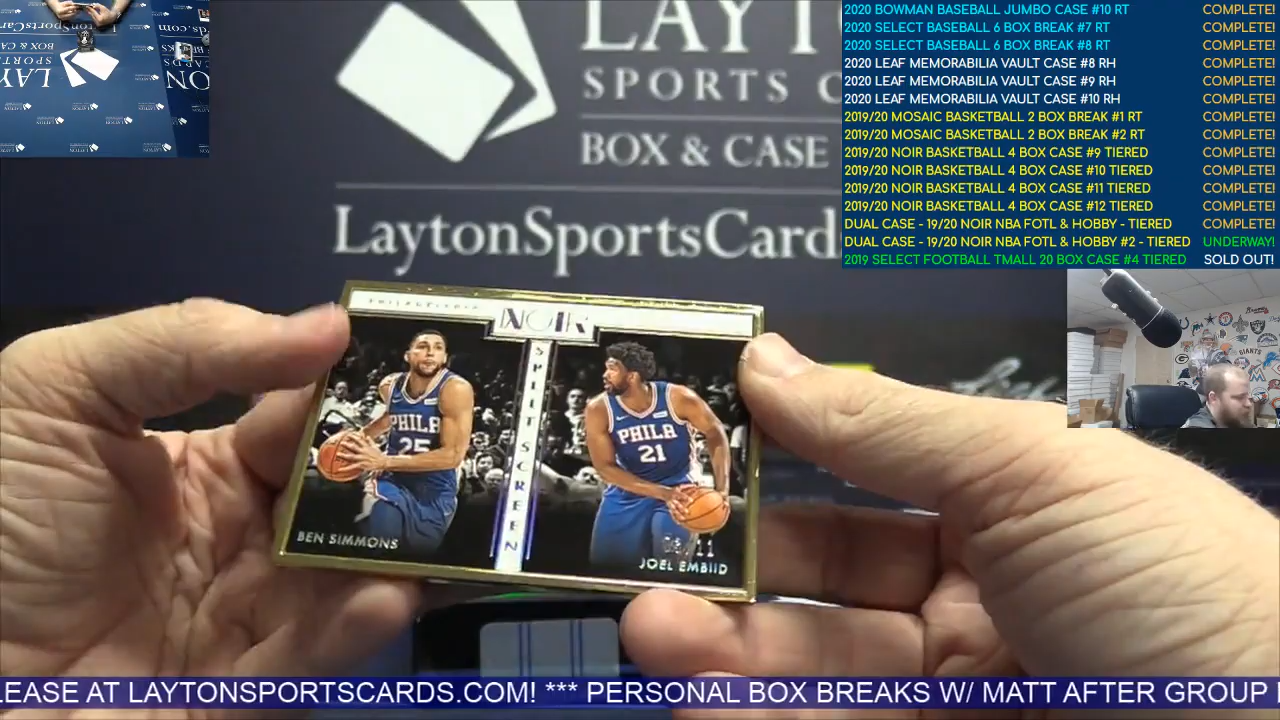 2020 BOWMAN BASEBALL JUMBO CASE #10 RT COMPLETE!
2020 SELECT BASEBALL 6 BOX BREAK #7 RT COMPLETE!
2020 SELECT BASEBALL 6 BOX BREAK #8 RT COMPLETE!
2020 LEAF MEMORABILIA VAULT CASE #8 RH COMPLETE!
2020 LEAF MEMORABILIA VAULT CASE #9 RH COMPLETE!
2020 LEAF MEMORABILIA VAULT CASE #10 RH COMPLETE!
2019/20 MOSAIC BASKETBALL 2 BOX BREAK #1 RT COMPLETE!
2019/20 MOSAIC BASKETBALL 2 BOX BREAK #2 RT COMPLETE!
2019/20 NOIR BASKETBALL 4 BOX CASE #9 TIERED COMPLETE!
2019/20 NOIR BASKETBALL 4 BOX CASE #10 TIERED COMPLETE!
2019/20 NOIR BASKETBALL 4 BOX CASE #11 TIERED COMPLETE!
2019/20 NOIR BASKETBALL 4 BOX CASE #12 TIERED COMPLETE!
DUAL CASE - 19/20 NOIR NBA FOTL & HOBBY - TIERED COMPLETE!
DUAL CASE - 19/20 NOIR NBA FOTL & HOBBY #2 - TIERED UNDERWAY!
2019 SELECT FOOTBALL TMALL 20 BOX CASE #4 TIERED SOLD OUT!
LAYT
SPORTS C
BOX & CASE
LaytonSportsCard
PHILADELPHIA
NOIR
SPLIT SCREEN
PHILA
25
PHILA
21
BEN SIMMONS
JOEL EMBIID
GIANTS
LEASE AT LAYTONSPORTSCARDS.COM! *** PERSONAL BOX BREAKS W/ MATT AFTER GROUP